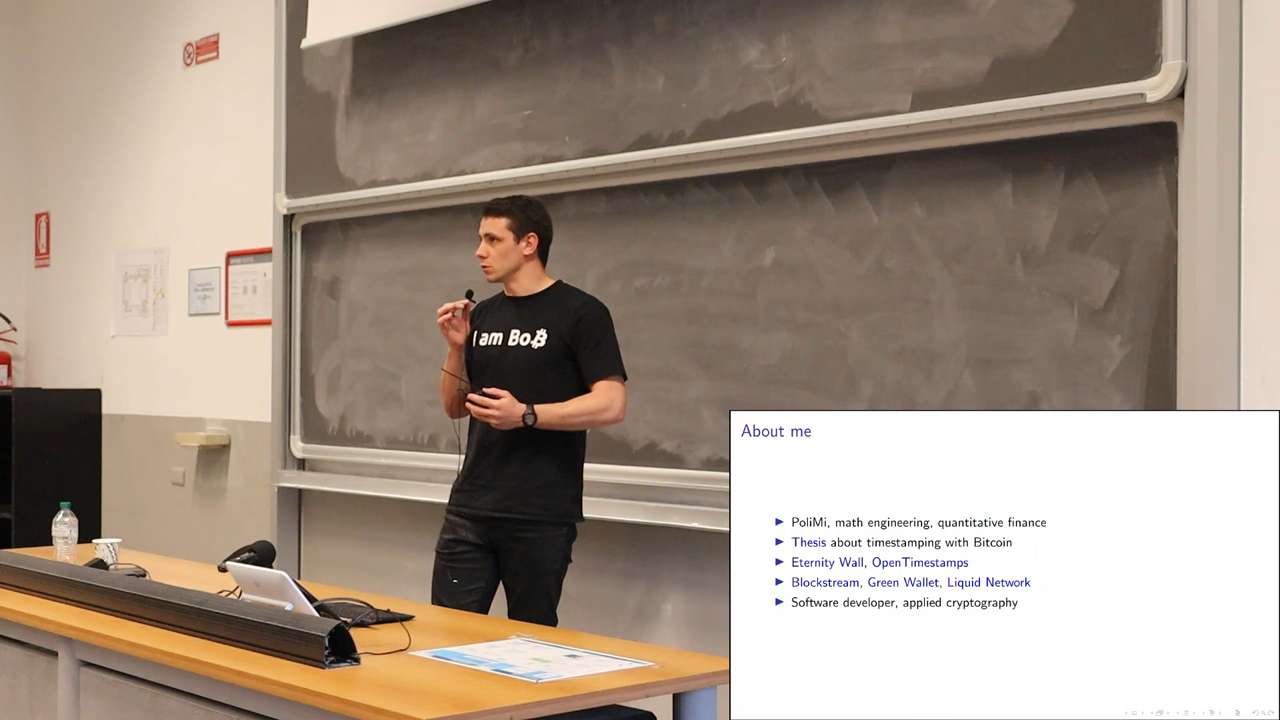 I am Bo₿
About me
PoliMi, math engineering, quantitative finance
Thesis about timestamping with Bitcoin
Eternity Wall, OpenTimestamps
Blockstream, Green Wallet, Liquid Network
Software developer, applied cryptography